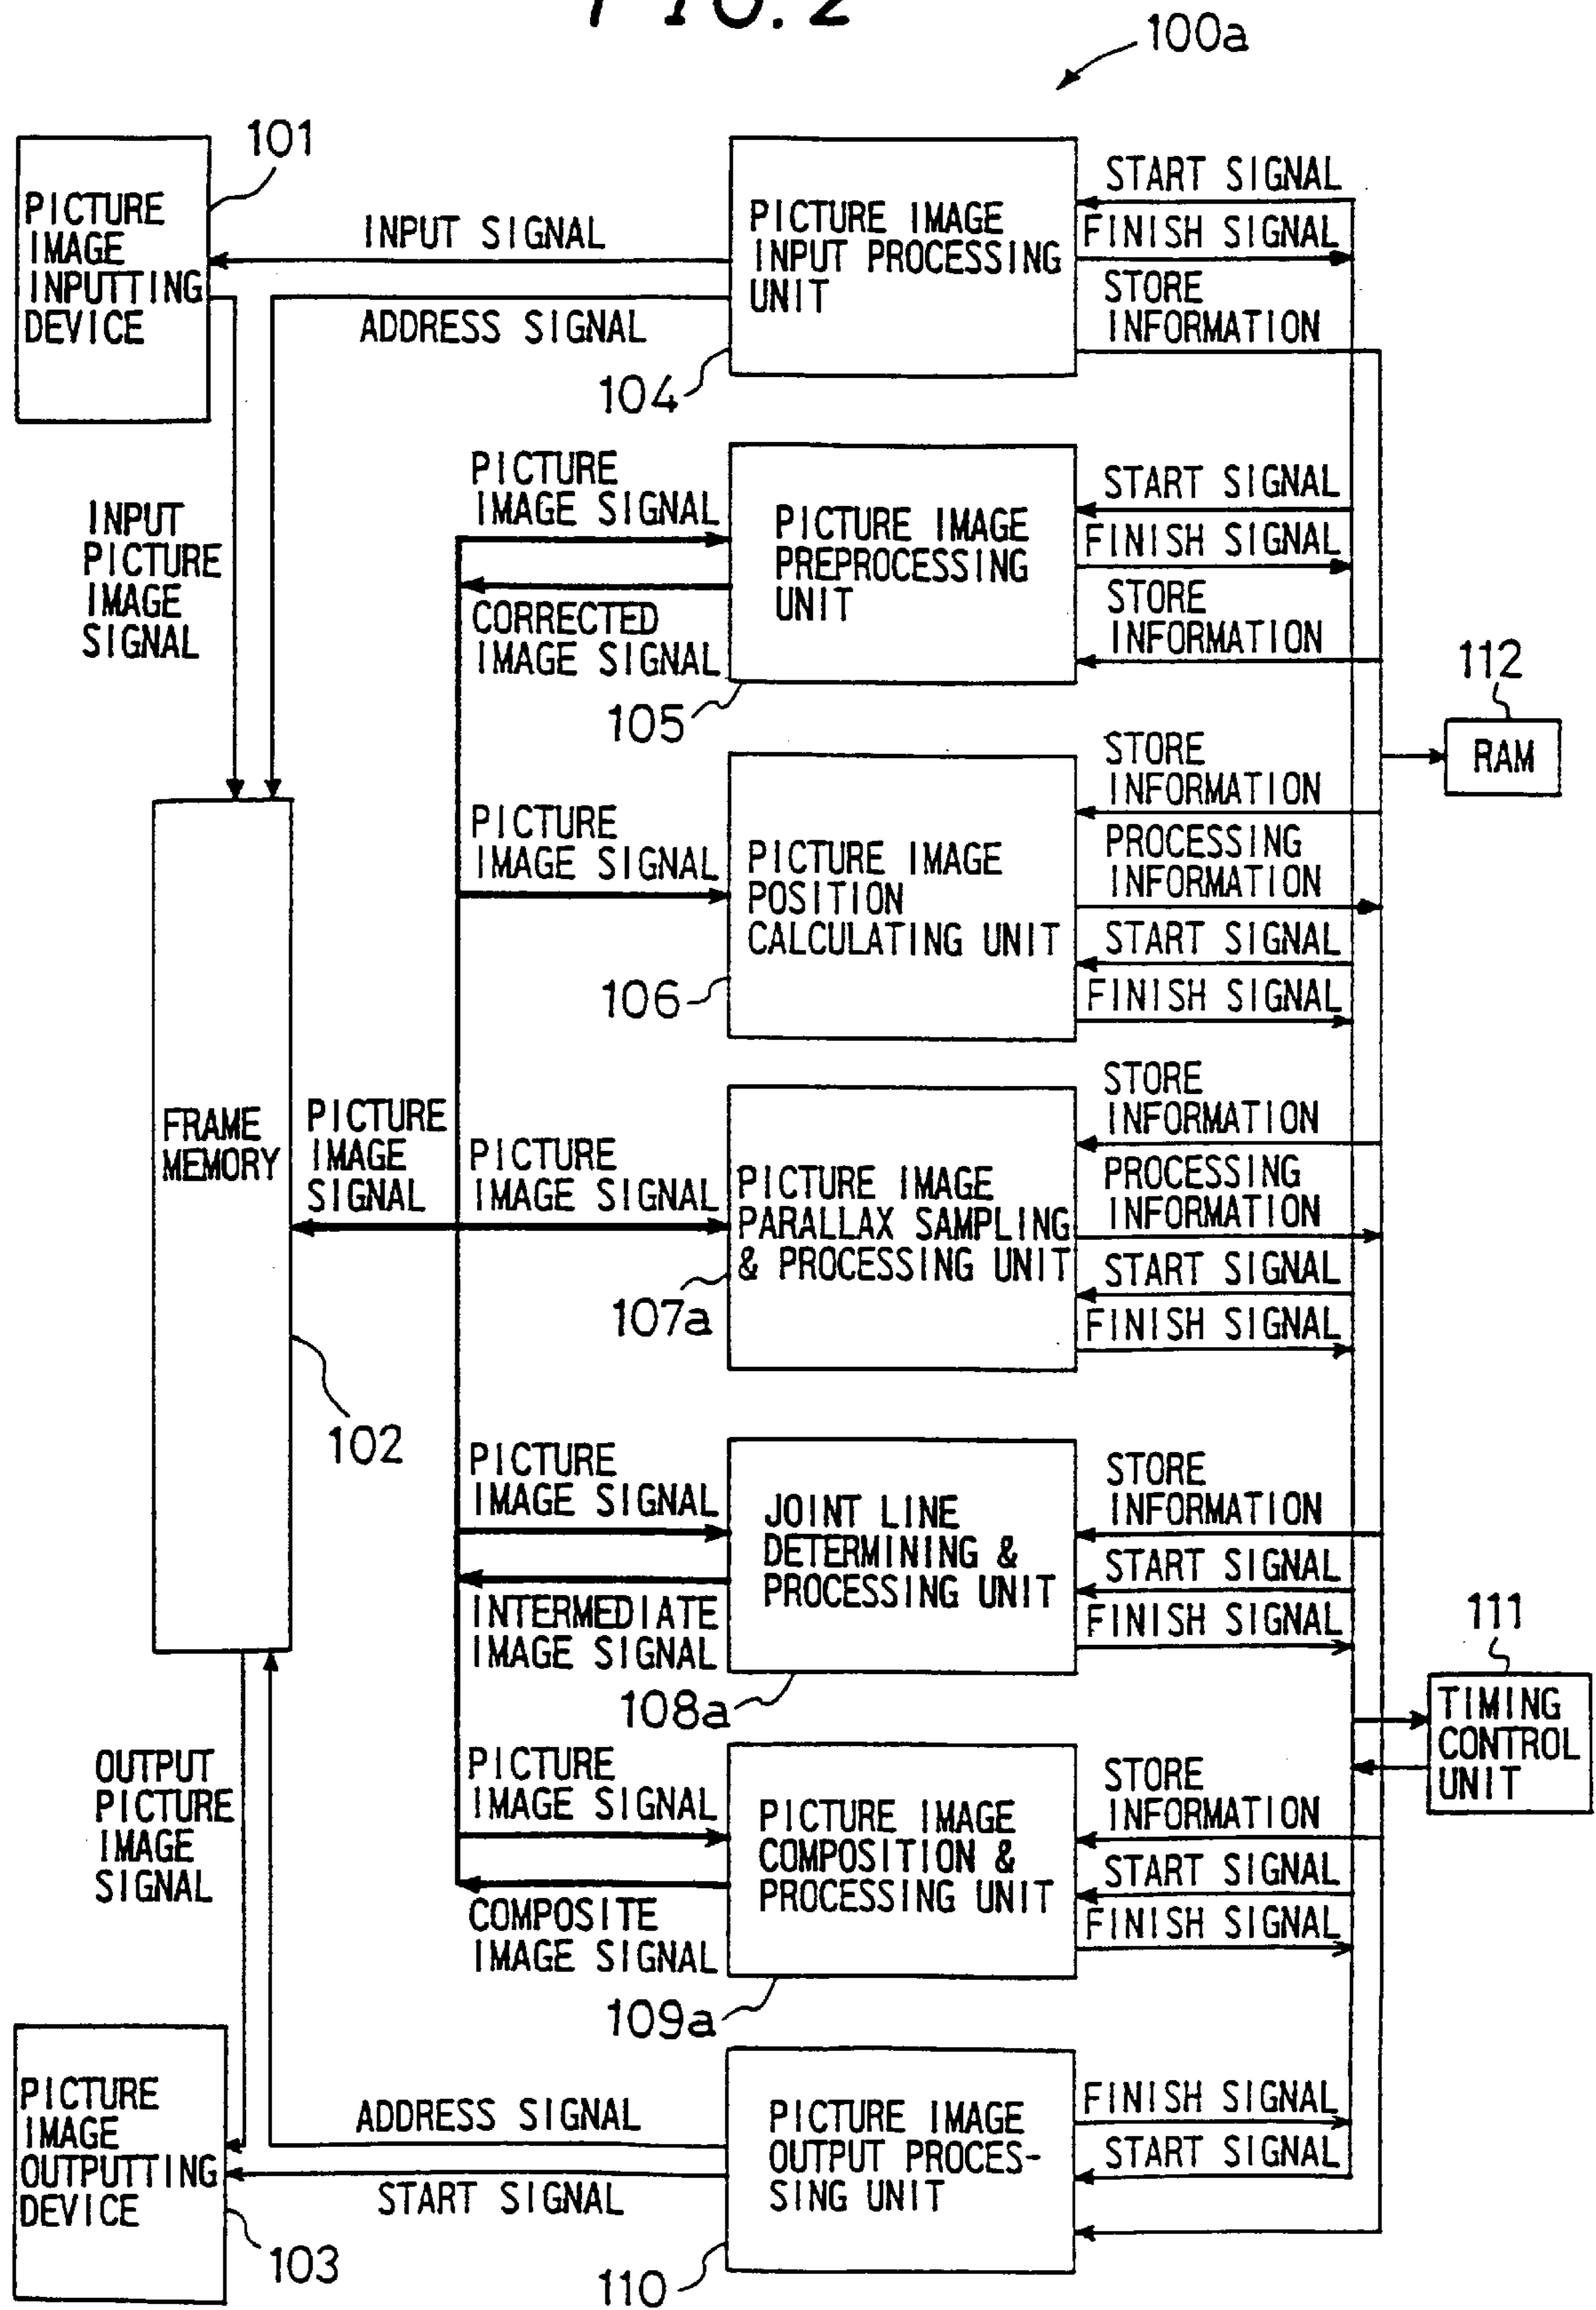 FIG. 2
100a
101
PICTURE
IMAGE
INPUTTING
DEVICE
INPUT SIGNAL
ADDRESS SIGNAL
PICTURE IMAGE
INPUT PROCESSING
UNIT
104
START SIGNAL
FINISH SIGNAL
STORE
INFORMATION
INPUT
PICTURE
IMAGE
SIGNAL
PICTURE
IMAGE SIGNAL
CORRECTED
IMAGE SIGNAL
PICTURE IMAGE
PREPROCESSING
UNIT
105
START SIGNAL
FINISH SIGNAL
STORE
INFORMATION
112
RAM
PICTURE
IMAGE SIGNAL
PICTURE IMAGE
POSITION
CALCULATING UNIT
106
STORE
INFORMATION
PROCESSING
INFORMATION
START SIGNAL
FINISH SIGNAL
FRAME
MEMORY
102
PICTURE
IMAGE
SIGNAL
PICTURE
IMAGE SIGNAL
PICTURE IMAGE
PARALLAX SAMPLING
& PROCESSING UNIT
107a
STORE
INFORMATION
PROCESSING
INFORMATION
START SIGNAL
FINISH SIGNAL
PICTURE
IMAGE SIGNAL
INTERMEDIATE
IMAGE SIGNAL
JOINT LINE
DETERMINING &
PROCESSING UNIT
108a
STORE
INFORMATION
START SIGNAL
FINISH SIGNAL
111
TIMING
CONTROL
UNIT
OUTPUT
PICTURE
IMAGE
SIGNAL
PICTURE
IMAGE SIGNAL
COMPOSITE
IMAGE SIGNAL
PICTURE IMAGE
COMPOSITION &
PROCESSING UNIT
109a
STORE
INFORMATION
START SIGNAL
FINISH SIGNAL
PICTURE
IMAGE
OUTPUTTING
DEVICE
103
ADDRESS SIGNAL
START SIGNAL
PICTURE IMAGE
OUTPUT PROCES-
SING UNIT
110
FINISH SIGNAL
START SIGNAL